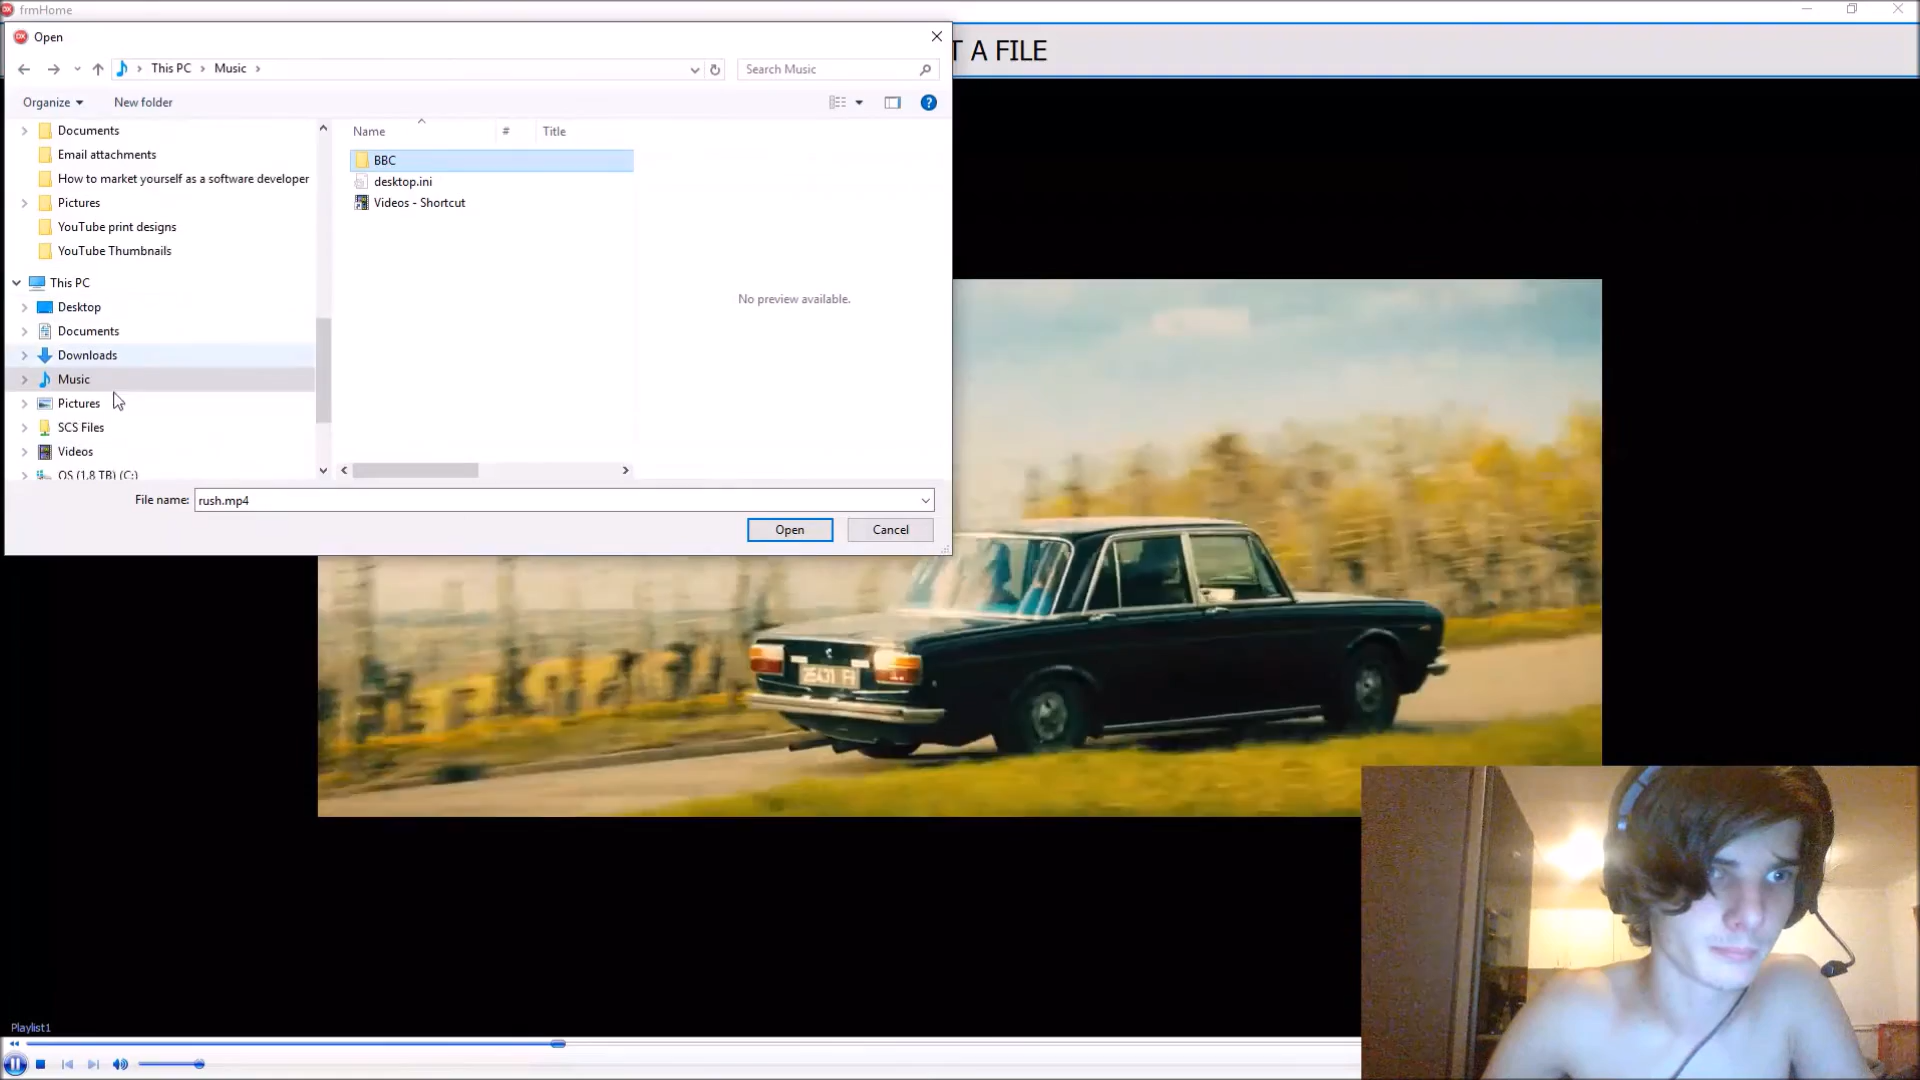 frmHome
Open
T A FILE
This PC
Music
Search Music
Organize
New folder
Documents
Email attachments
How to market yourself as a software developer
Pictures
YouTube print designs
YouTube Thumbnails
This PC
Desktop
Documents
Downloads
Music
Pictures
SCS Files
Videos
OS (1.8 TB) (C:)
Name
#
Title
BBC
desktop.ini
Videos - Shortcut
No preview available.
File name:
rush.mp4
Open
Cancel
Playlist1